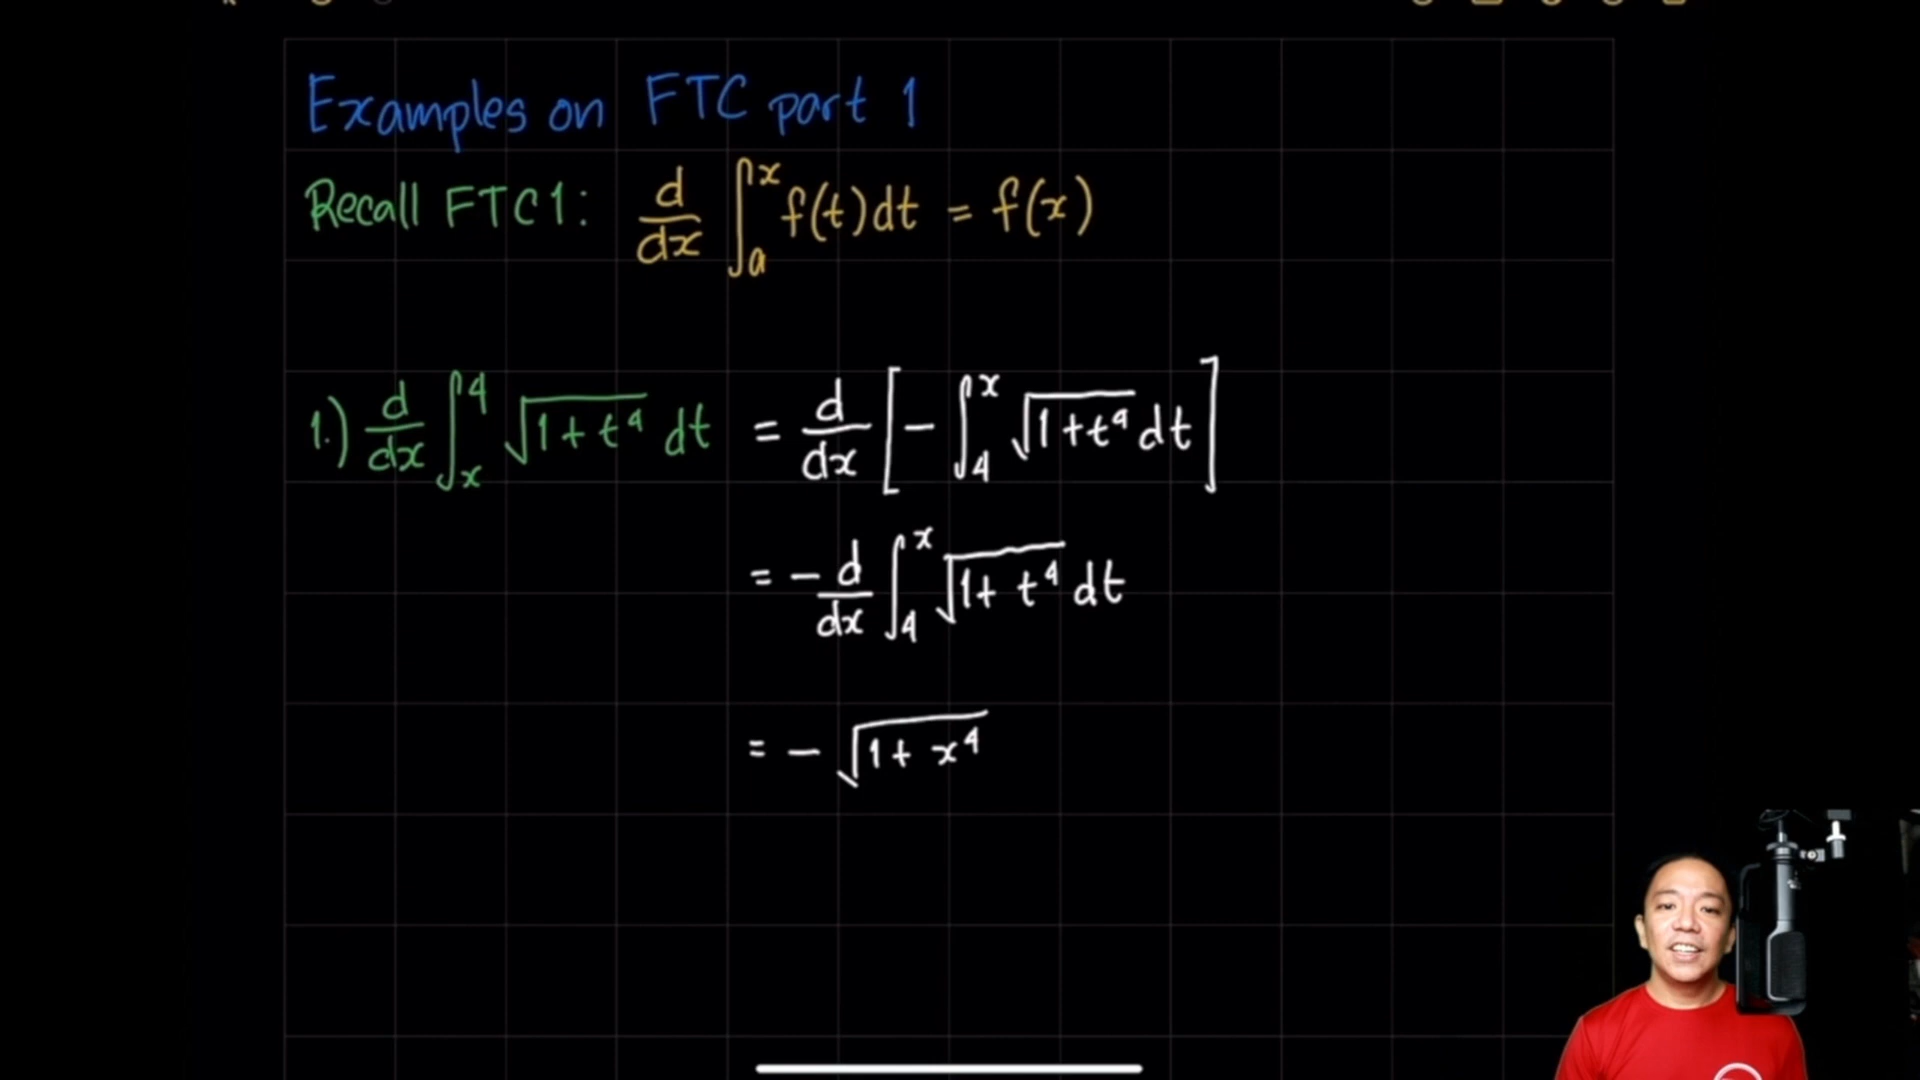 Examples on FTC part 1
Recall FTC1: d/dx ∫_a^x f(t)dt = f(x)
1.) d/dx ∫_x^4 √(1+t^4) dt = d/dx [ - ∫_4^x √(1+t^4) dt ]
= - d/dx ∫_4^x √(1+t^4) dt
= - √(1+x^4)